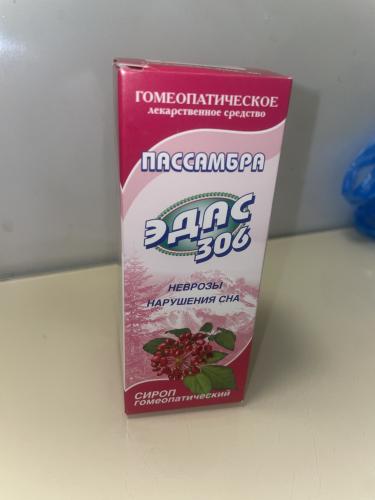 ГОМЕОПАТИЧЕСКОЕ
лекарственное средство
ПАССАМБРА
ЭДАС
306
НЕВРОЗЫ
НАРУШЕНИЯ СНА
СИРОП
гомеопатический